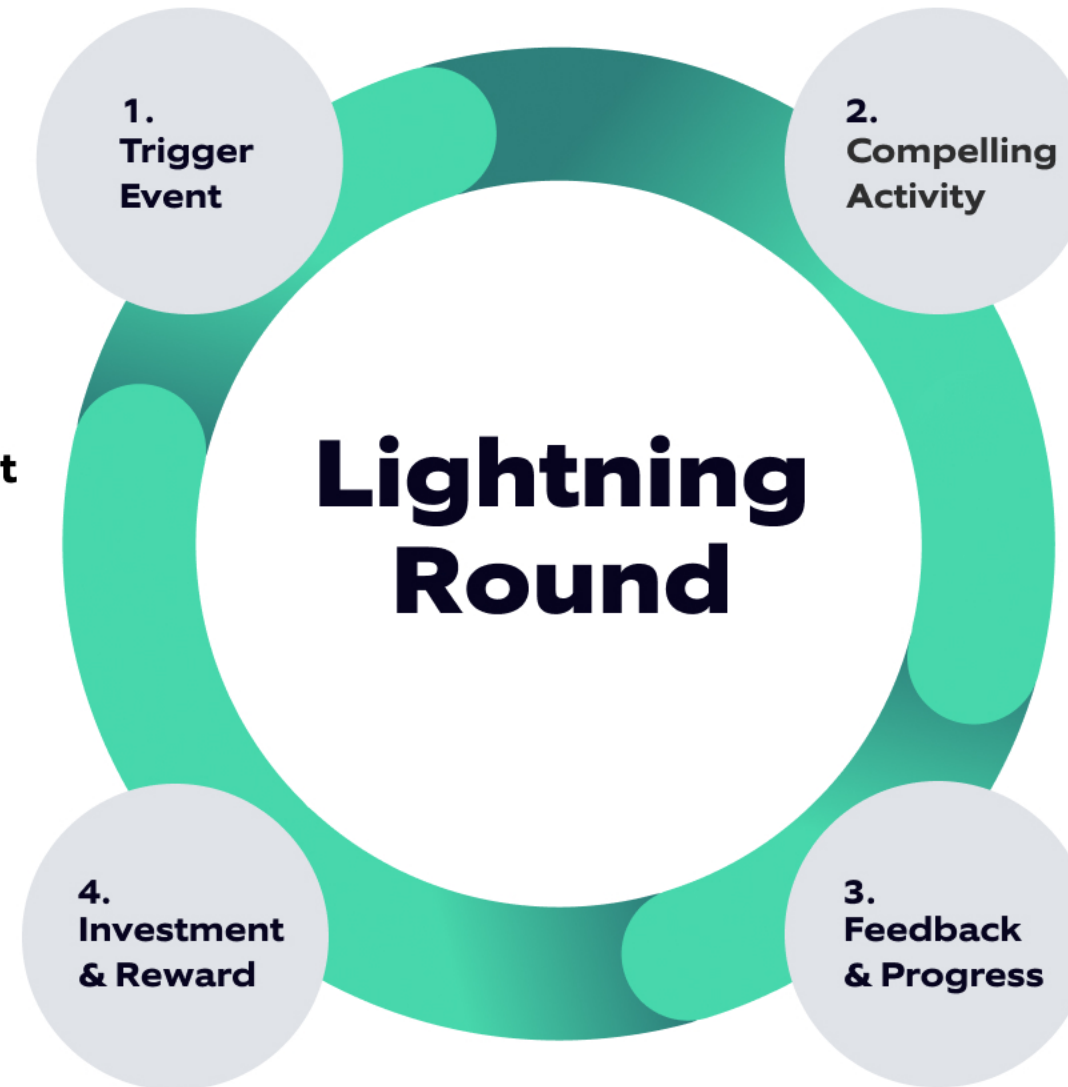 1.
Trigger
Event
2.
Compelling
Activity
t
Lightning
Round
4.
Investment
& Reward
3.
Feedback
& Progress